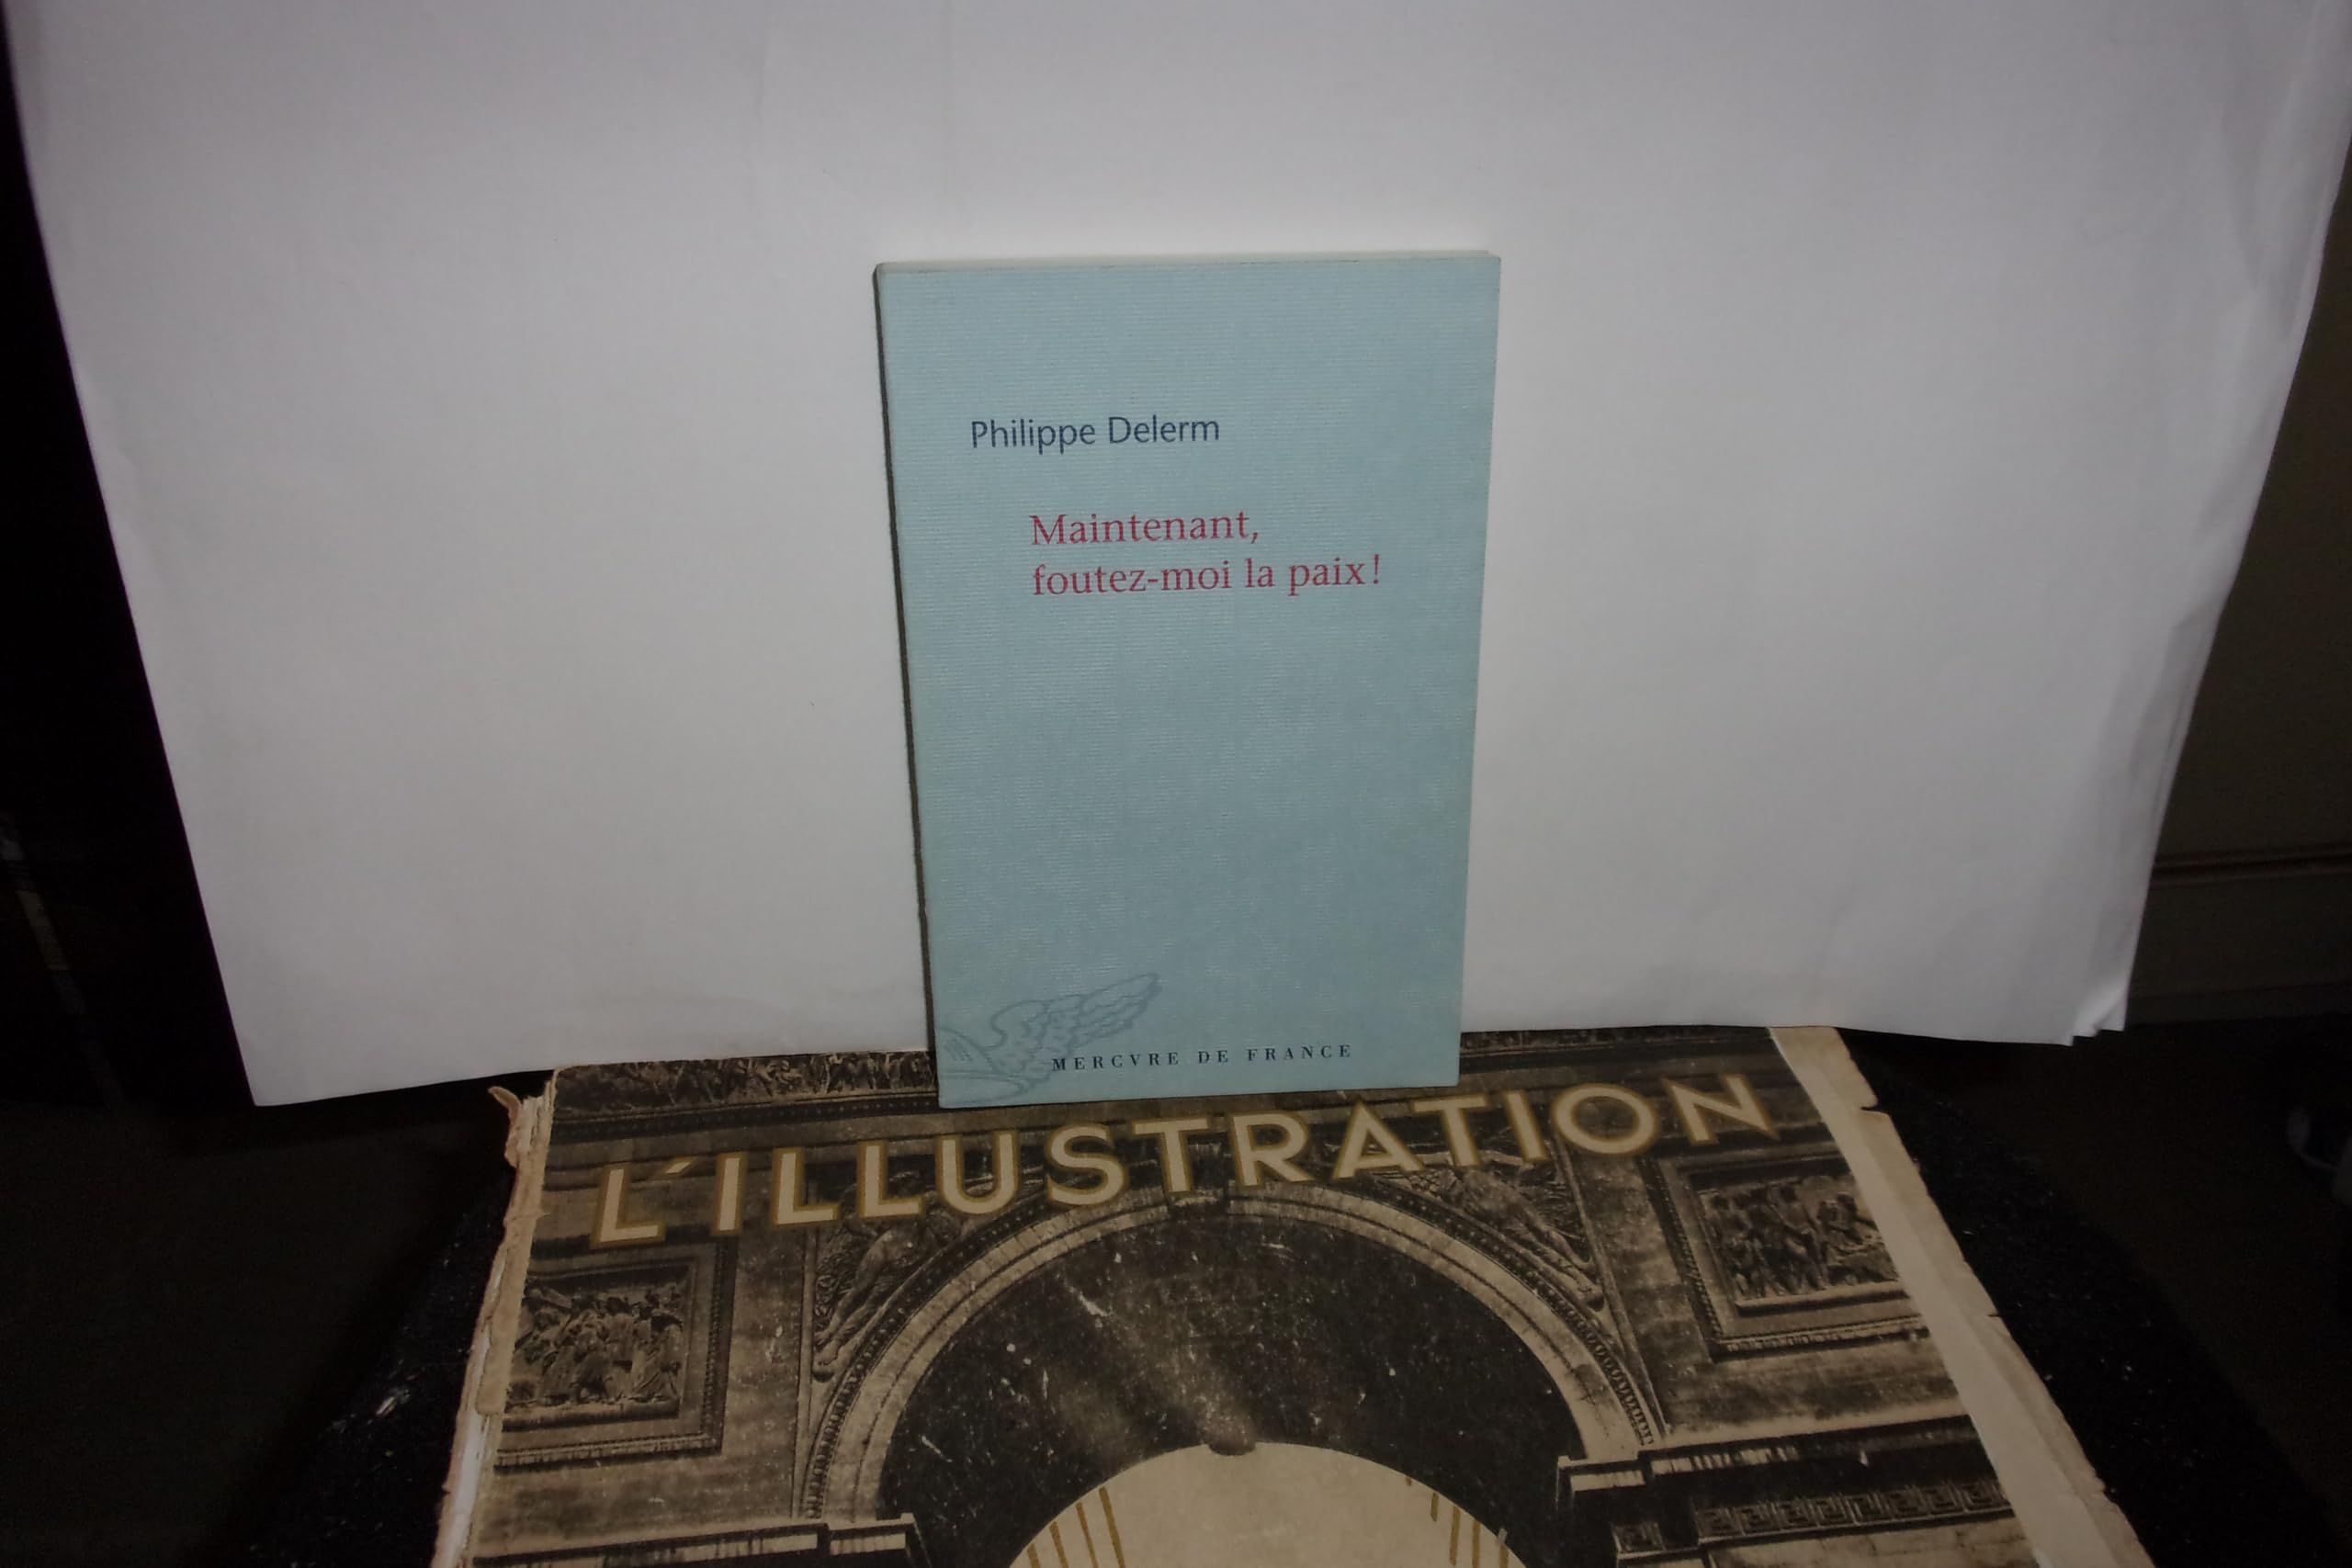 Philippe Delerm
Maintenant,
foutez-moi la paix!
MERCVRE DE FRANCE
L'ILLUSTRATION